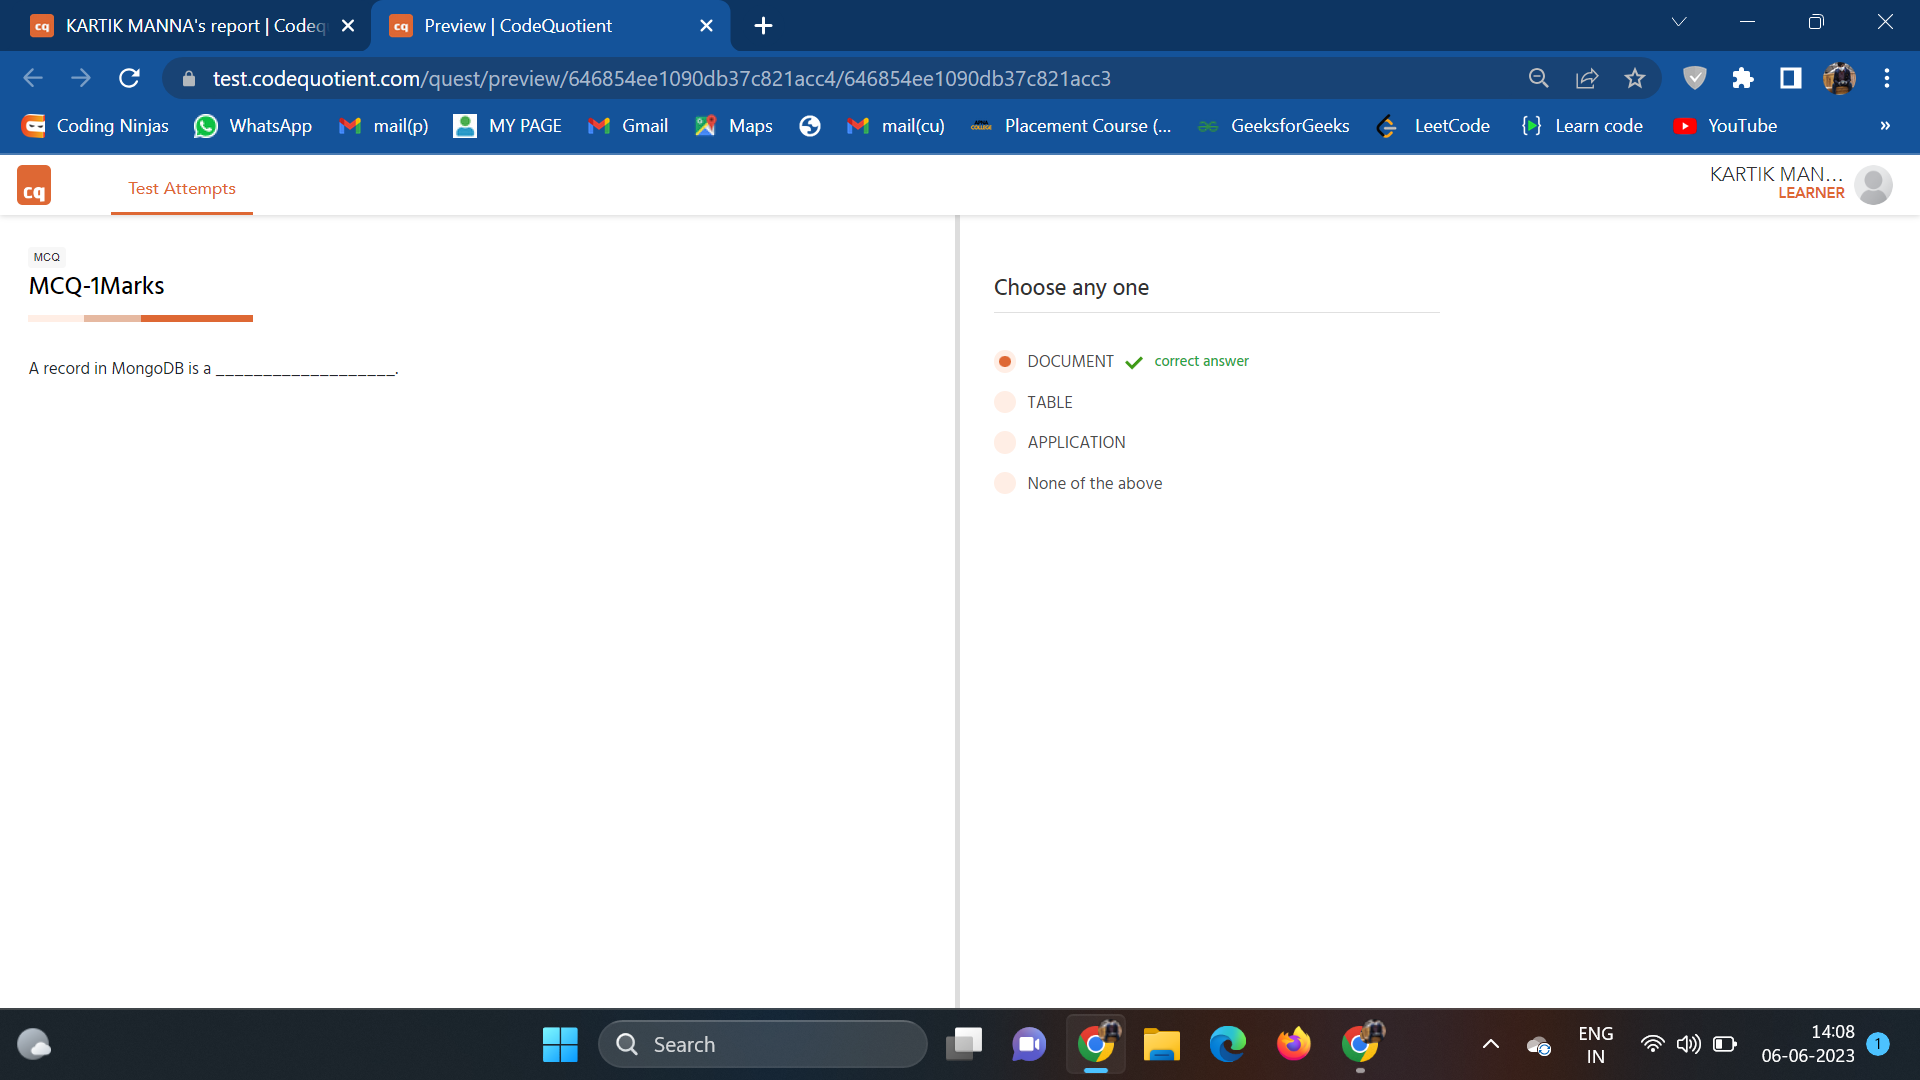 KARTIK MANNA's report | Codeq
Preview | CodeQuotient
test.codequotient.com/quest/preview/646854ee1090db37c821acc4/646854ee1090db37c821acc3
Coding Ninjas
WhatsApp
mail(p)
MY PAGE
Gmail
Maps
mail(cu)
Placement Course (...
GeeksforGeeks
LeetCode
Learn code
YouTube
»
cq
Test Attempts
KARTIK MAN...
LEARNER
MCQ
MCQ-1Marks
A record in MongoDB is a ___________________.
Choose any one
DOCUMENT correct answer
TABLE
APPLICATION
None of the above
Search
ENG
IN
14:08
06-06-2023
1